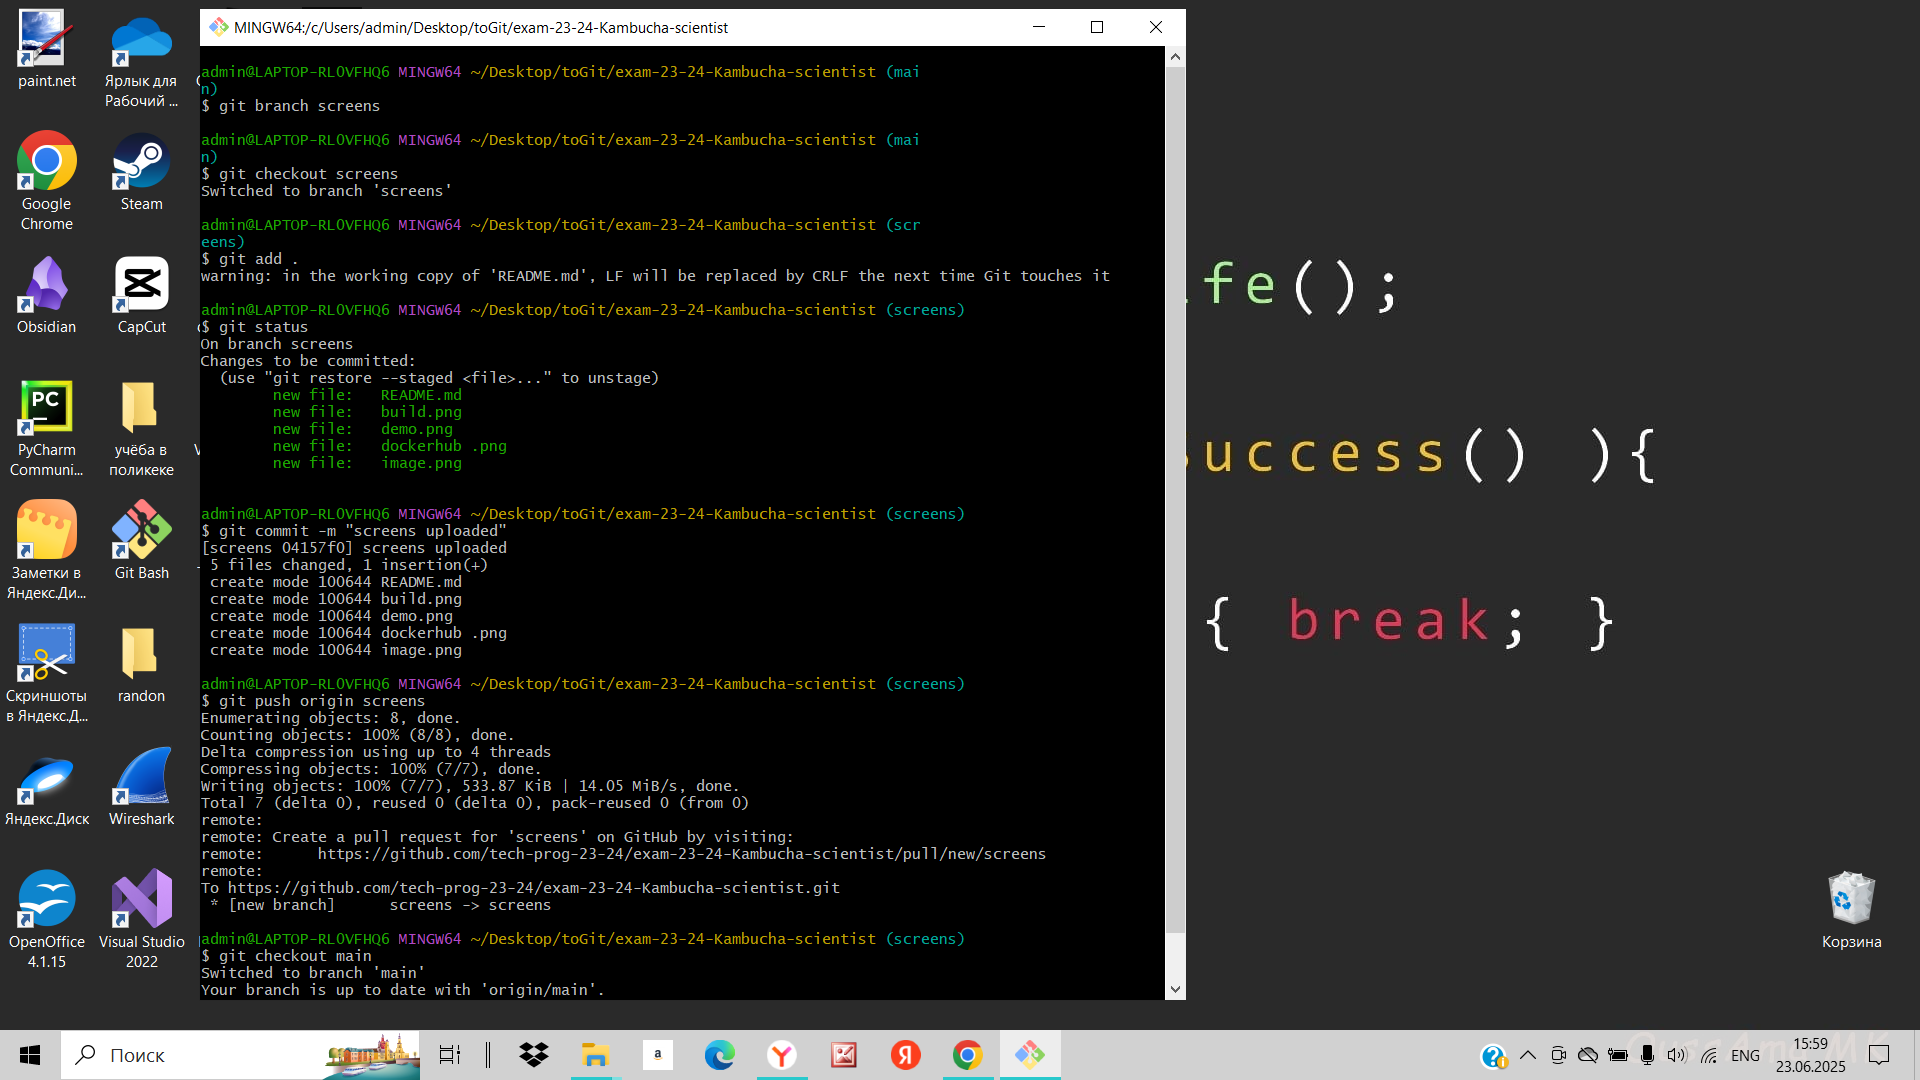 MINGW64:/c/Users/admin/Desktop/toGit/exam-23-24-Kambucha-scientist
admin@LAPTOP-RL0VFHQ6 MINGW64 ~/Desktop/toGit/exam-23-24-Kambucha-scientist (mai
n)
$ git branch screens
admin@LAPTOP-RL0VFHQ6 MINGW64 ~/Desktop/toGit/exam-23-24-Kambucha-scientist (mai
n)
$ git checkout screens
Switched to branch 'screens'
admin@LAPTOP-RL0VFHQ6 MINGW64 ~/Desktop/toGit/exam-23-24-Kambucha-scientist (scr
eens)
$ git add .
warning: in the working copy of 'README.md', LF will be replaced by CRLF the next time Git touches it
admin@LAPTOP-RL0VFHQ6 MINGW64 ~/Desktop/toGit/exam-23-24-Kambucha-scientist (screens)
$ git status
On branch screens
Changes to be committed:
(use "git restore --staged <file>..." to unstage)
new file: README.md
new file: build.png
new file: demo.png
new file: dockerhub .png
new file: image.png
admin@LAPTOP-RL0VFHQ6 MINGW64 ~/Desktop/toGit/exam-23-24-Kambucha-scientist (screens)
$ git commit -m "screens uploaded"
[screens 04157f0] screens uploaded
5 files changed, 1 insertion(+)
create mode 100644 README.md
create mode 100644 build.png
create mode 100644 demo.png
create mode 100644 dockerhub .png
create mode 100644 image.png
admin@LAPTOP-RL0VFHQ6 MINGW64 ~/Desktop/toGit/exam-23-24-Kambucha-scientist (screens)
$ git push origin screens
Enumerating objects: 8, done.
Counting objects: 100% (8/8), done.
Delta compression using up to 4 threads
Compressing objects: 100% (7/7), done.
Writing objects: 100% (7/7), 533.87 KiB | 14.05 MiB/s, done.
Total 7 (delta 0), reused 0 (delta 0), pack-reused 0 (from 0)
remote:
remote: Create a pull request for 'screens' on GitHub by visiting:
remote: https://github.com/tech-prog-23-24/exam-23-24-Kambucha-scientist/pull/new/screens
remote:
To https://github.com/tech-prog-23-24/exam-23-24-Kambucha-scientist.git
* [new branch] screens -> screens
admin@LAPTOP-RL0VFHQ6 MINGW64 ~/Desktop/toGit/exam-23-24-Kambucha-scientist (screens)
$ git checkout main
Switched to branch 'main'
Your branch is up to date with 'origin/main'.
paint.net
Ярлык для
Рабочий ...
Google
Chrome
Steam
Obsidian
CapCut
PC
PyCharm
Communi...
учёба в
поликеке
Заметки в
Яндекс.Ди...
Git Bash
Скриншоты
в Яндекс.Д...
randon
Яндекс.Диск
Wireshark
OpenOffice
4.1.15
Visual Studio
2022
fe();
uccess() ){
{ break; }
Корзина
Поиск
a
Y
Я
ENG
15:59
23.06.2025